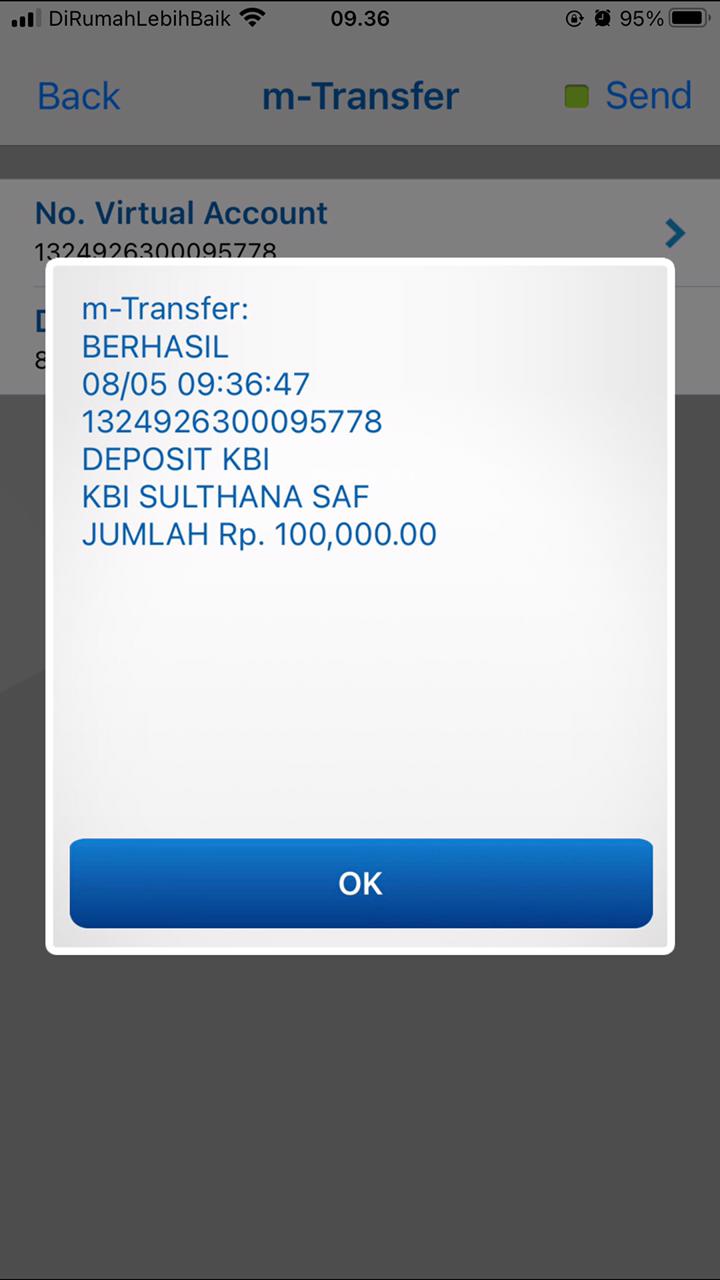 DiRumahLebihBaik 09.36 95%
Back m-Transfer Send
No. Virtual Account
1324926300095778
m-Transfer:
BERHASIL
08/05 09:36:47
1324926300095778
DEPOSIT KBI
KBI SULTHANA SAF
JUMLAH Rp. 100,000.00
OK